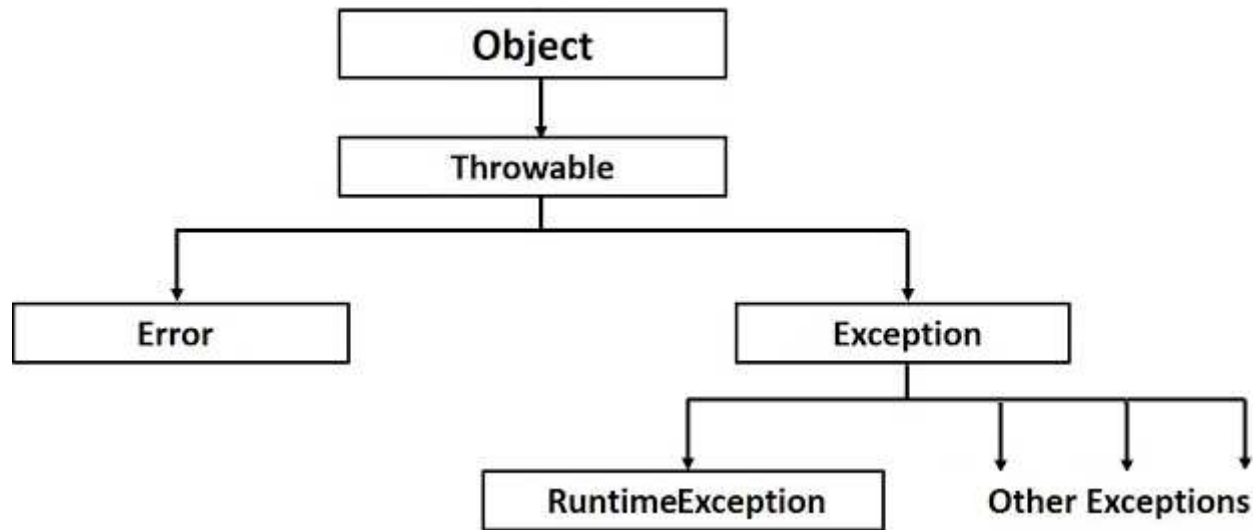 Object
Throwable
Error
Exception
RuntimeException
Other Exceptions